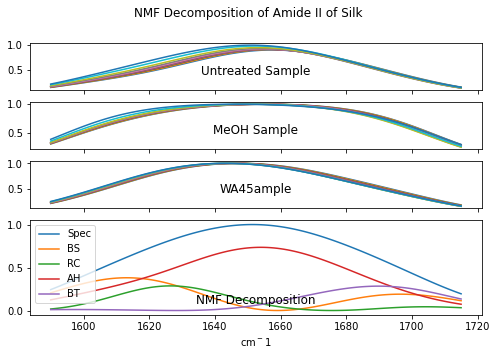 NMF Decomposition of Amide II of Silk
1.0
0.5
Untreated Sample
1.0
0.5
MeOH Sample
1.0
0.5
WA45ample
1.0
0.5
0.0
Spec
BS
RC
AH
BT
NMF Decomposition
1600 1620 1640 1660 1680 1700 1720
cm⁻1